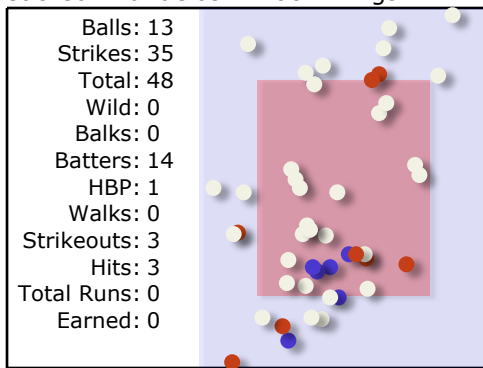 Balls: 13
Strikes: 35
Total: 48
Wild: 0
Balks: 0
Batters: 14
HBP: 1
Walks: 0
Strikeouts: 3
Hits: 3
Total Runs: 0
Earned: 0